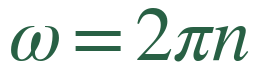 ω = 2πn